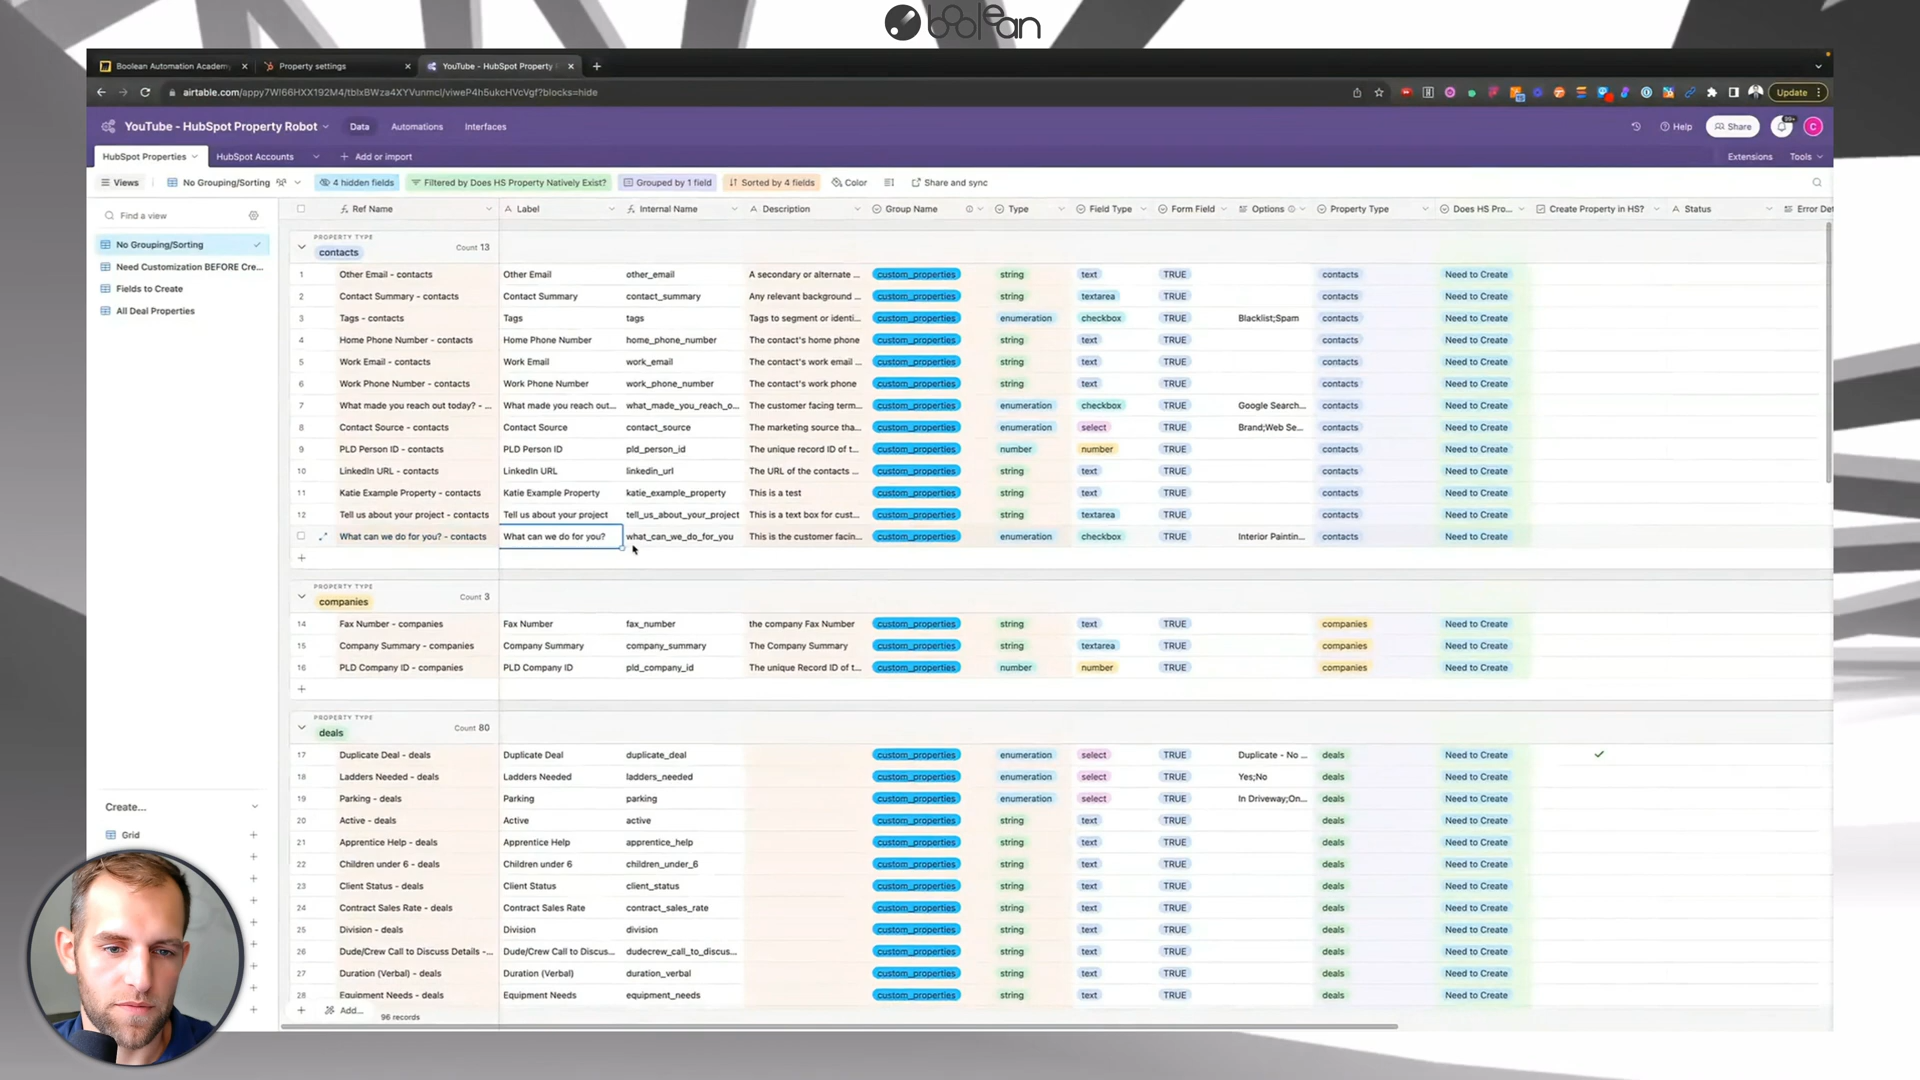 boolean
Boolean Automation Academy
Property settings
YouTube - HubSpot Property
airtable.com/appy7W!66HXX192M4/tblxBWza4XYVunmcl/viweP4h5ukcHVcVgf?blocks=hide
Update
YouTube - HubSpot Property Robot
Data
Automations
Interfaces
Help
Share
99+
C
HubSpot Properties
HubSpot Accounts
Add or import
Extensions
Tools
Views
No Grouping/Sorting
4 hidden fields
Filtered by Does HS Property Natively Exist?
Grouped by 1 field
Sorted by 4 fields
Color
Share and sync
Find a view
No Grouping/Sorting
Need Customization BEFORE Cre...
Fields to Create
All Deal Properties
Create...
Grid
Ref Name Label Internal Name Description Group Name Type Field Type Form Field Options Property Type Does HS Pro... Create Property in HS? Status Error Det
PROPERTY TYPE
contacts Count 13
1 Other Email - contacts Other Email other_email A secondary or alternate ... custom_properties string text TRUE contacts Need to Create
2 Contact Summary - contacts Contact Summary contact_summary Any relevant background ... custom_properties string textarea TRUE contacts Need to Create
3 Tags - contacts Tags tags Tags to segment or identi... custom_properties enumeration checkbox TRUE Blacklist;Spam contacts Need to Create
4 Home Phone Number - contacts Home Phone Number home_phone_number The contact's home phone custom_properties string text TRUE contacts Need to Create
5 Work Email - contacts Work Email work_email The contact's work email ... custom_properties string text TRUE contacts Need to Create
6 Work Phone Number - contacts Work Phone Number work_phone_number The contact's work phone custom_properties string text TRUE contacts Need to Create
7 What made you reach out today? - ... What made you reach out... what_made_you_reach_o... The customer facing term... custom_properties enumeration checkbox TRUE Google Search... contacts Need to Create
8 Contact Source - contacts Contact Source contact_source The marketing source tha... custom_properties enumeration select TRUE Brand;Web Se... contacts Need to Create
9 PLD Person ID - contacts PLD Person ID pld_person_id The unique record ID of t... custom_properties number number TRUE contacts Need to Create
10 LinkedIn URL - contacts LinkedIn URL linkedin_url The URL of the contacts ... custom_properties string text TRUE contacts Need to Create
11 Katie Example Property - contacts Katie Example Property katie_example_property This is a test custom_properties string text TRUE contacts Need to Create
12 Tell us about your project - contacts Tell us about your project tell_us_about_your_project This is a text box for cust... custom_properties string textarea TRUE contacts Need to Create
What can we do for you? - contacts What can we do for you? what_can_we_do_for_you This is the customer facin... custom_properties enumeration checkbox TRUE Interior Paintin... contacts Need to Create
PROPERTY TYPE
companies Count 3
14 Fax Number - companies Fax Number fax_number the company Fax Number custom_properties string text TRUE companies Need to Create
15 Company Summary - companies Company Summary company_summary The Company Summary custom_properties string textarea TRUE companies Need to Create
16 PLD Company ID - companies PLD Company ID pld_company_id The unique Record ID of t... custom_properties number number TRUE companies Need to Create
PROPERTY TYPE
deals Count 80
17 Duplicate Deal - deals Duplicate Deal duplicate_deal custom_properties enumeration select TRUE Duplicate - No ... deals Need to Create
18 Ladders Needed - deals Ladders Needed ladders_needed custom_properties enumeration select TRUE Yes;No deals Need to Create
19 Parking - deals Parking parking custom_properties enumeration select TRUE In Driveway;On... deals Need to Create
20 Active - deals Active active custom_properties string text TRUE deals Need to Create
21 Apprentice Help - deals Apprentice Help apprentice_help custom_properties string text TRUE deals Need to Create
22 Children under 6 - deals Children under 6 children_under_6 custom_properties string text TRUE deals Need to Create
23 Client Status - deals Client Status client_status custom_properties string text TRUE deals Need to Create
24 Contract Sales Rate - deals Contract Sales Rate contract_sales_rate custom_properties string text TRUE deals Need to Create
25 Division - deals Division division custom_properties string text TRUE deals Need to Create
26 Dude/Crew Call to Discuss Details -... Dude/Crew Call to Discus... dudecrew_call_to_discus... custom_properties string text TRUE deals Need to Create
27 Duration (Verbal) - deals Duration (Verbal) duration_verbal custom_properties string text TRUE deals Need to Create
28 Equipment Needs - deals Equipment Needs equipment_needs custom_properties string text TRUE deals Need to Create
Add...
96 records